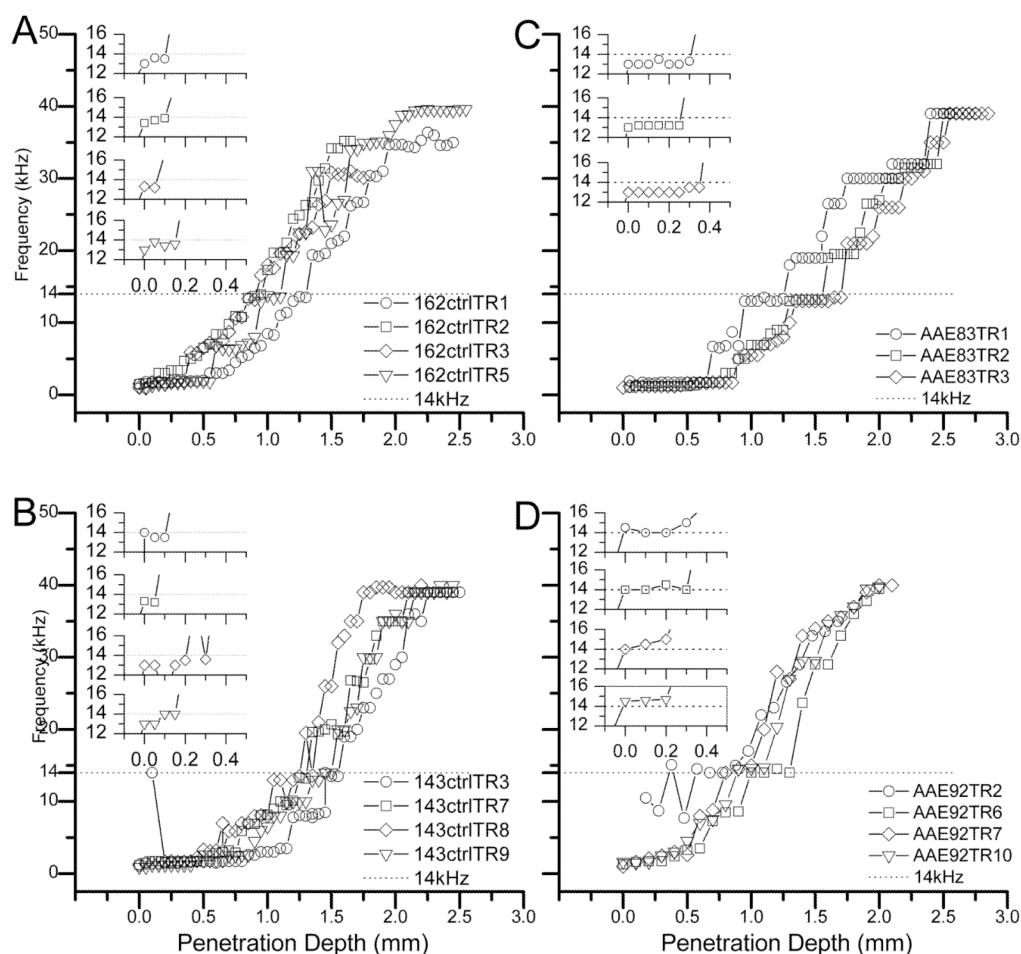 A
50
40
30
20
14
10
0
Frequency (kHz)
16
14
12
16
14
12
16
14
12
16
14
12
0.0 0.2 0.4
162ctrlTR1
162ctrlTR2
162ctrlTR3
162ctrlTR5
14kHz
0.0 0.5 1.0 1.5 2.0 2.5 3.0
C
16
14
12
16
14
12
16
14
12
0.0 0.2 0.4
AAE83TR1
AAE83TR2
AAE83TR3
14kHz
0.0 0.5 1.0 1.5 2.0 2.5 3.0
B
50
40
30
20
14
10
0
Frequency (kHz)
16
14
12
16
14
12
16
14
12
16
14
12
0.0 0.2 0.4
143ctrlTR3
143ctrlTR7
143ctrlTR8
143ctrlTR9
14kHz
0.0 0.5 1.0 1.5 2.0 2.5 3.0
Penetration Depth (mm)
D
16
14
12
16
14
12
16
14
12
16
14
12
0.0 0.2 0.4
AAE92TR2
AAE92TR6
AAE92TR7
AAE92TR10
14kHz
0.0 0.5 1.0 1.5 2.0 2.5 3.0
Penetration Depth (mm)